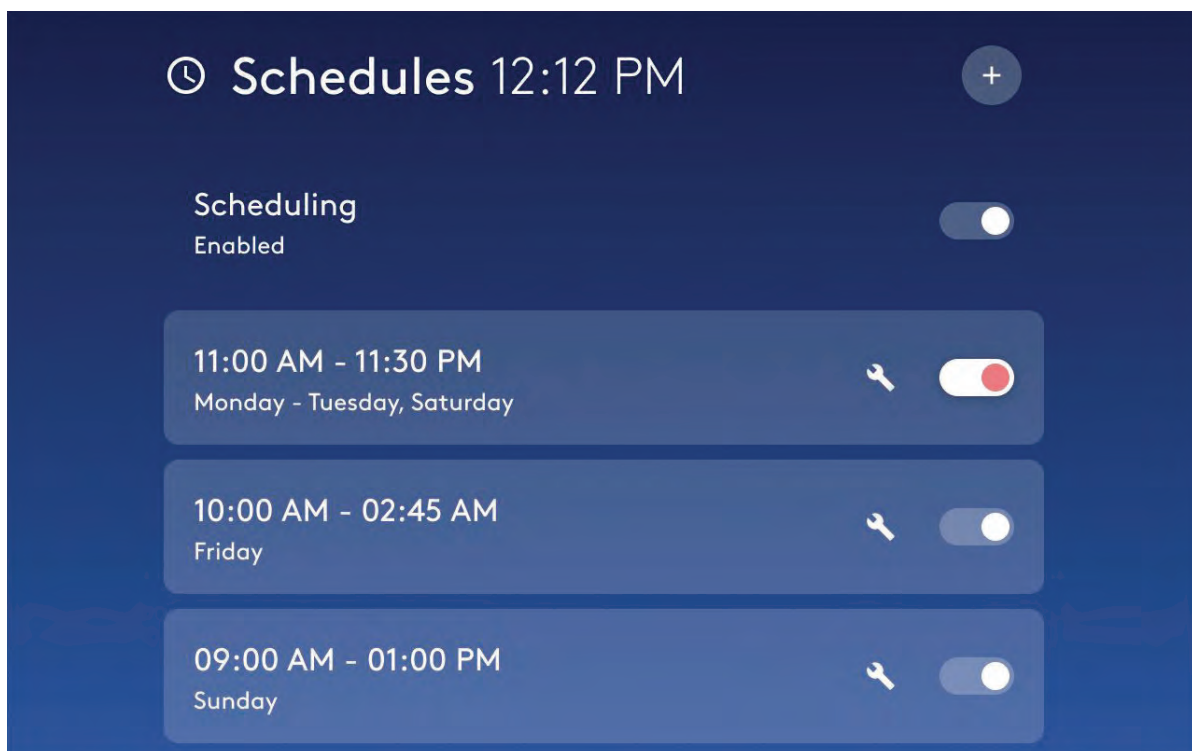 Schedules 12:12 PM
Scheduling
Enabled
11:00 AM - 11:30 PM
Monday - Tuesday, Saturday
10:00 AM - 02:45 AM
Friday
09:00 AM - 01:00 PM
Sunday